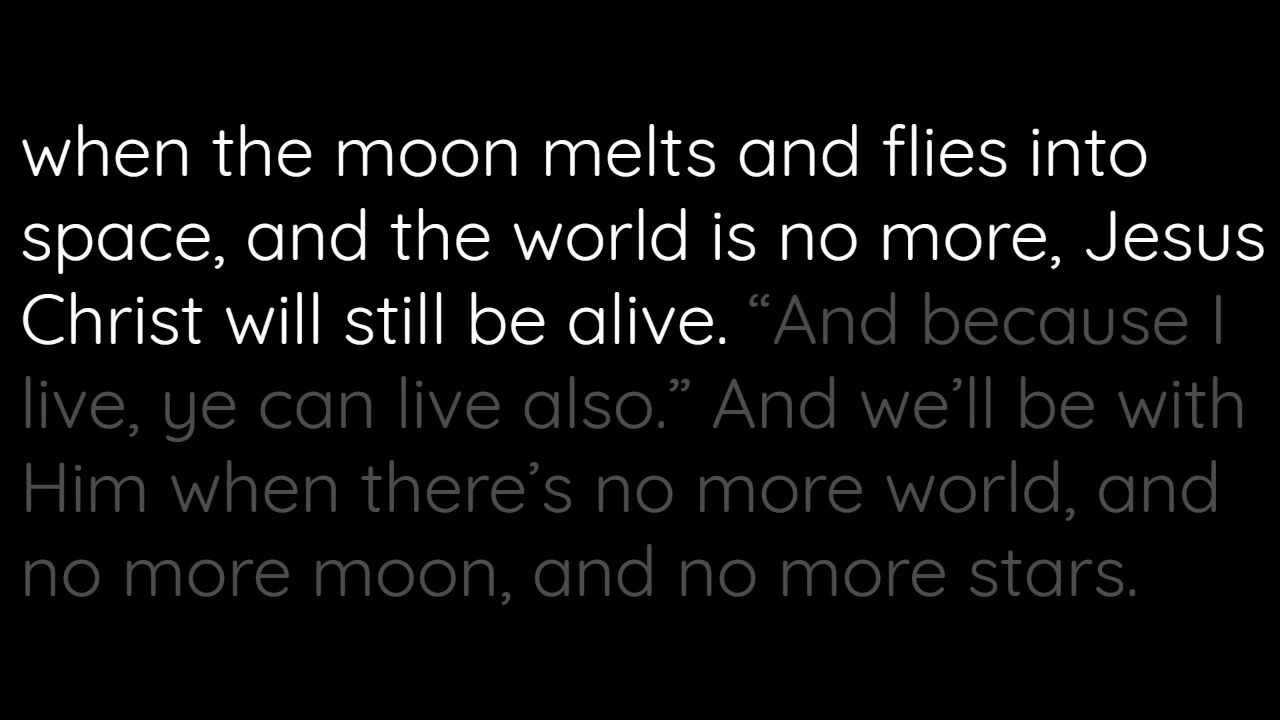 when the moon melts and flies into
space, and the world is no more, Jesus
Christ will still be alive. “And because I
live, ye can live also.” And we’ll be with
Him when there’s no more world, and
no more moon, and no more stars.